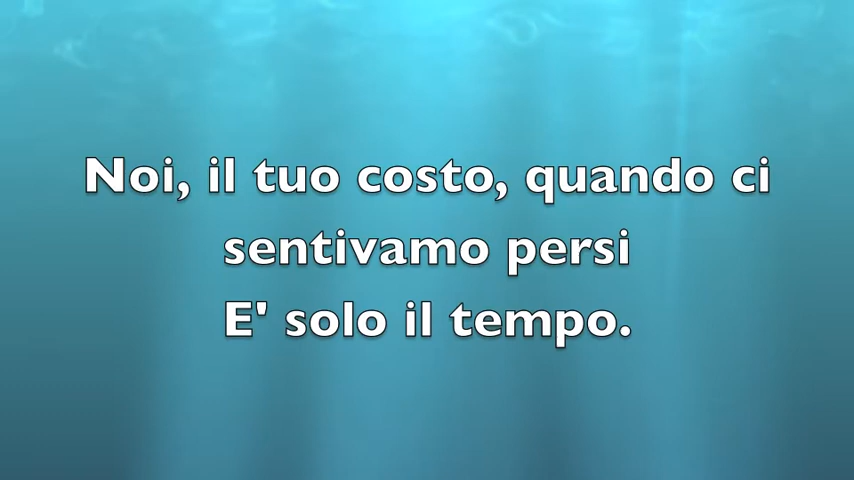 Noi, il tuo costo, quando ci
sentivamo persi
E' solo il tempo.